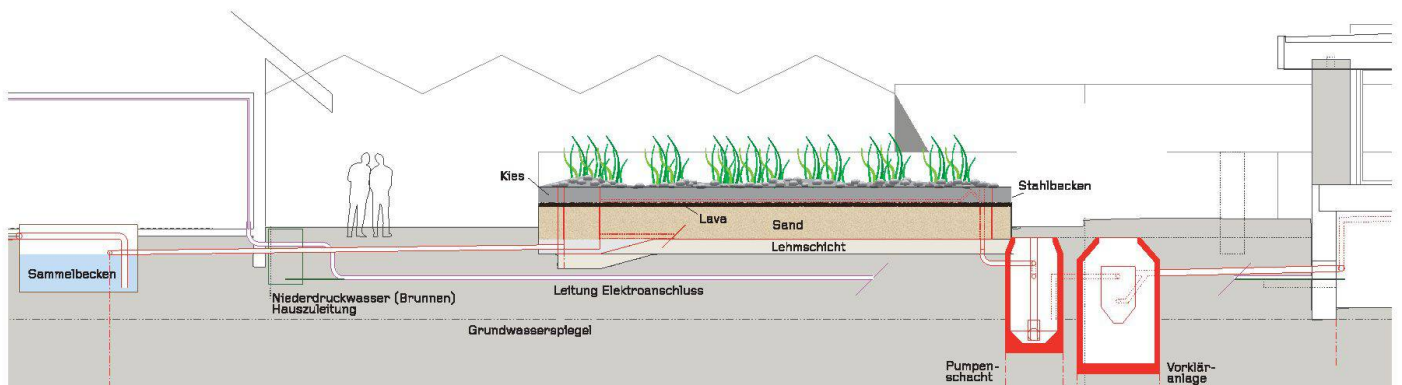 Kies
Stahlbecken
Lava
Sand
Lehmschicht
Sammelbecken
Niederdruckwasser (Brunnen)
Hauszuleitung
Leitung Elektroanschluss
Grundwasserspiegel
Pumpen-
schacht
Vorklär-
anlage